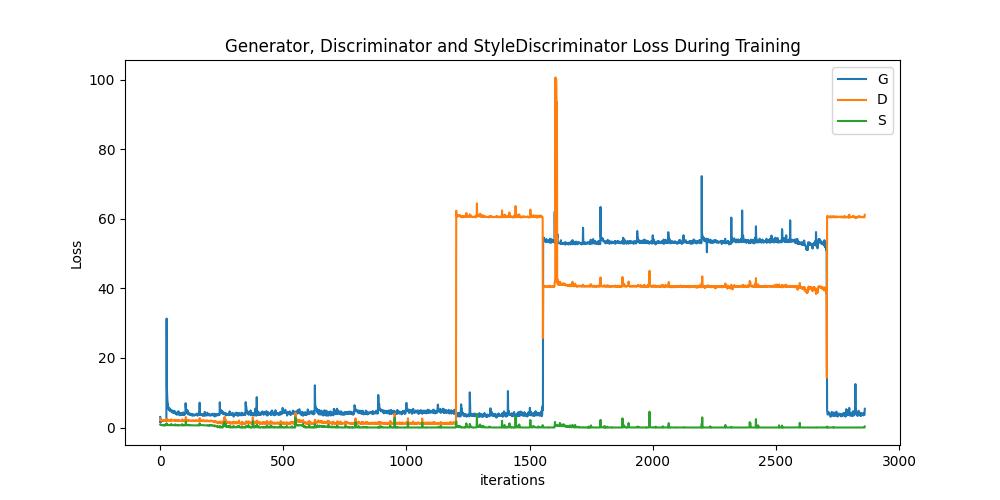 Generator, Discriminator and StyleDiscriminator Loss During Training
G
D
S
100
80
60
40
20
0
Loss
0 500 1000 1500 2000 2500 3000
iterations